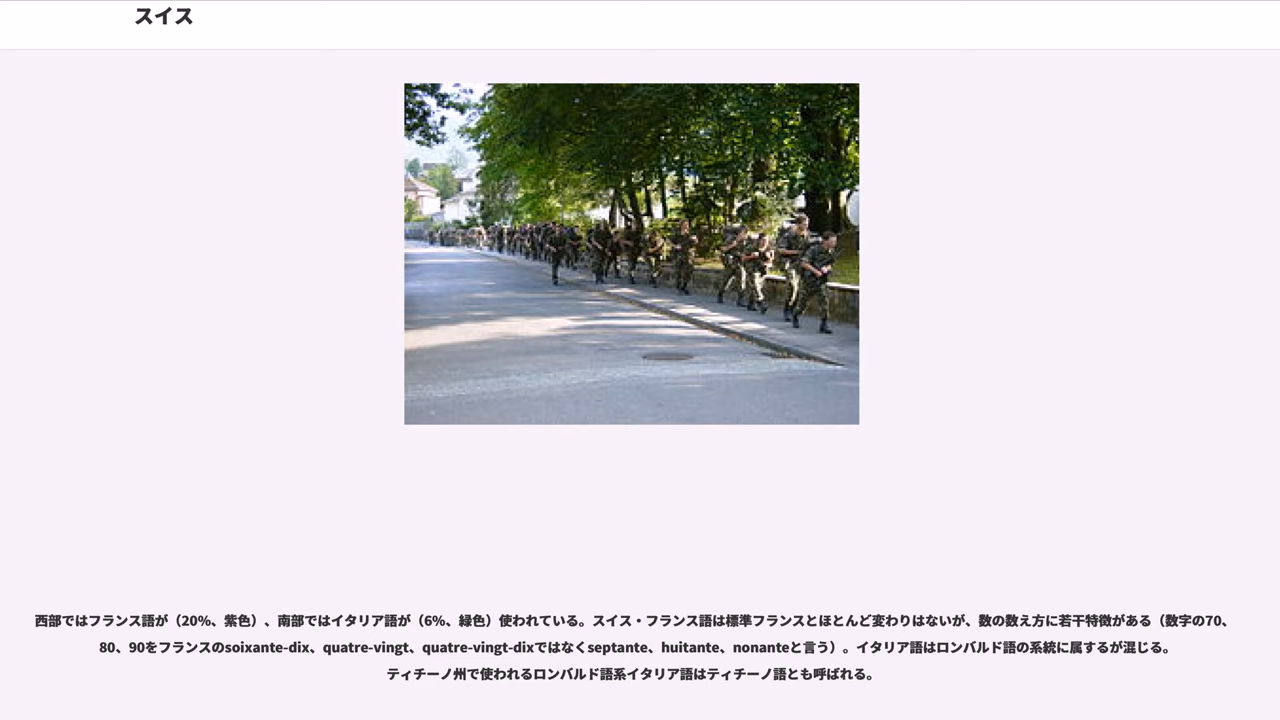 スイス
西部ではフランス語が（20%、紫色）、南部ではイタリア語が（6%、緑色）使われている。スイス・フランス語は標準フランスとほとんど変わりはないが、数の数え方に若干特徴がある（数字の70、
80、90をフランスのsoixante-dix、quatre-vingt、quatre-vingt-dixではなくseptante、huitante、nonanteと言う）。イタリア語はロンバルド語の系統に属するが混じる。
ティチーノ州で使われるロンバルド語系イタリア語はティチーノ語とも呼ばれる。